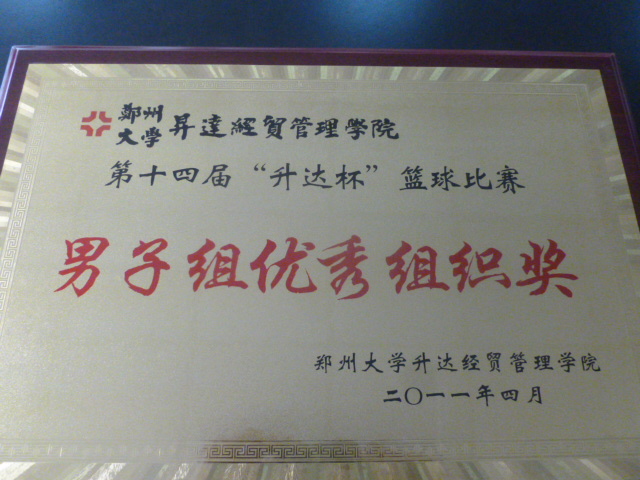 郑州大学昇達經貿管理學院
第十四届“升达杯”篮球比赛
男子组优秀组织奖
郑州大学升达经贸管理学院
二〇一一年四月